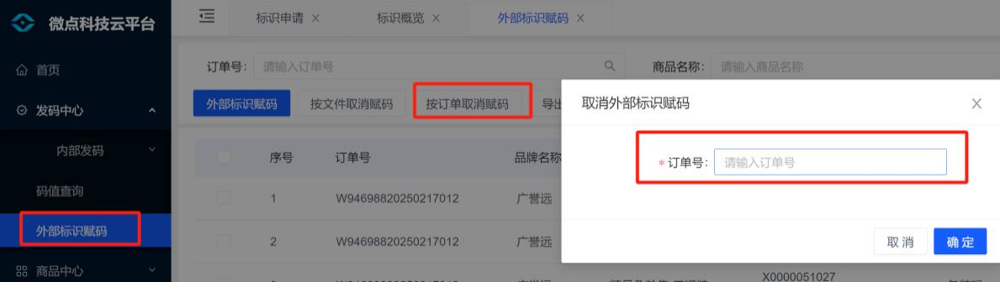 微点科技云平台
标识申请 X
标识概览 X
外部标识赋码 X
首页
订单号：
请输入订单号
商品名称：
请输入商品名称
发码中心
外部标识赋码
按文件取消赋码
按订单取消赋码
导出
取消外部标识赋码
X
内部发码
序号
订单号
品牌名称
* 订单号：
请输入订单号
码值查询
1
W94698820250217012
广誉远
外部标识赋码
2
W94698820250217012
广誉远
取 消
确 定
商品中心
X0000051027